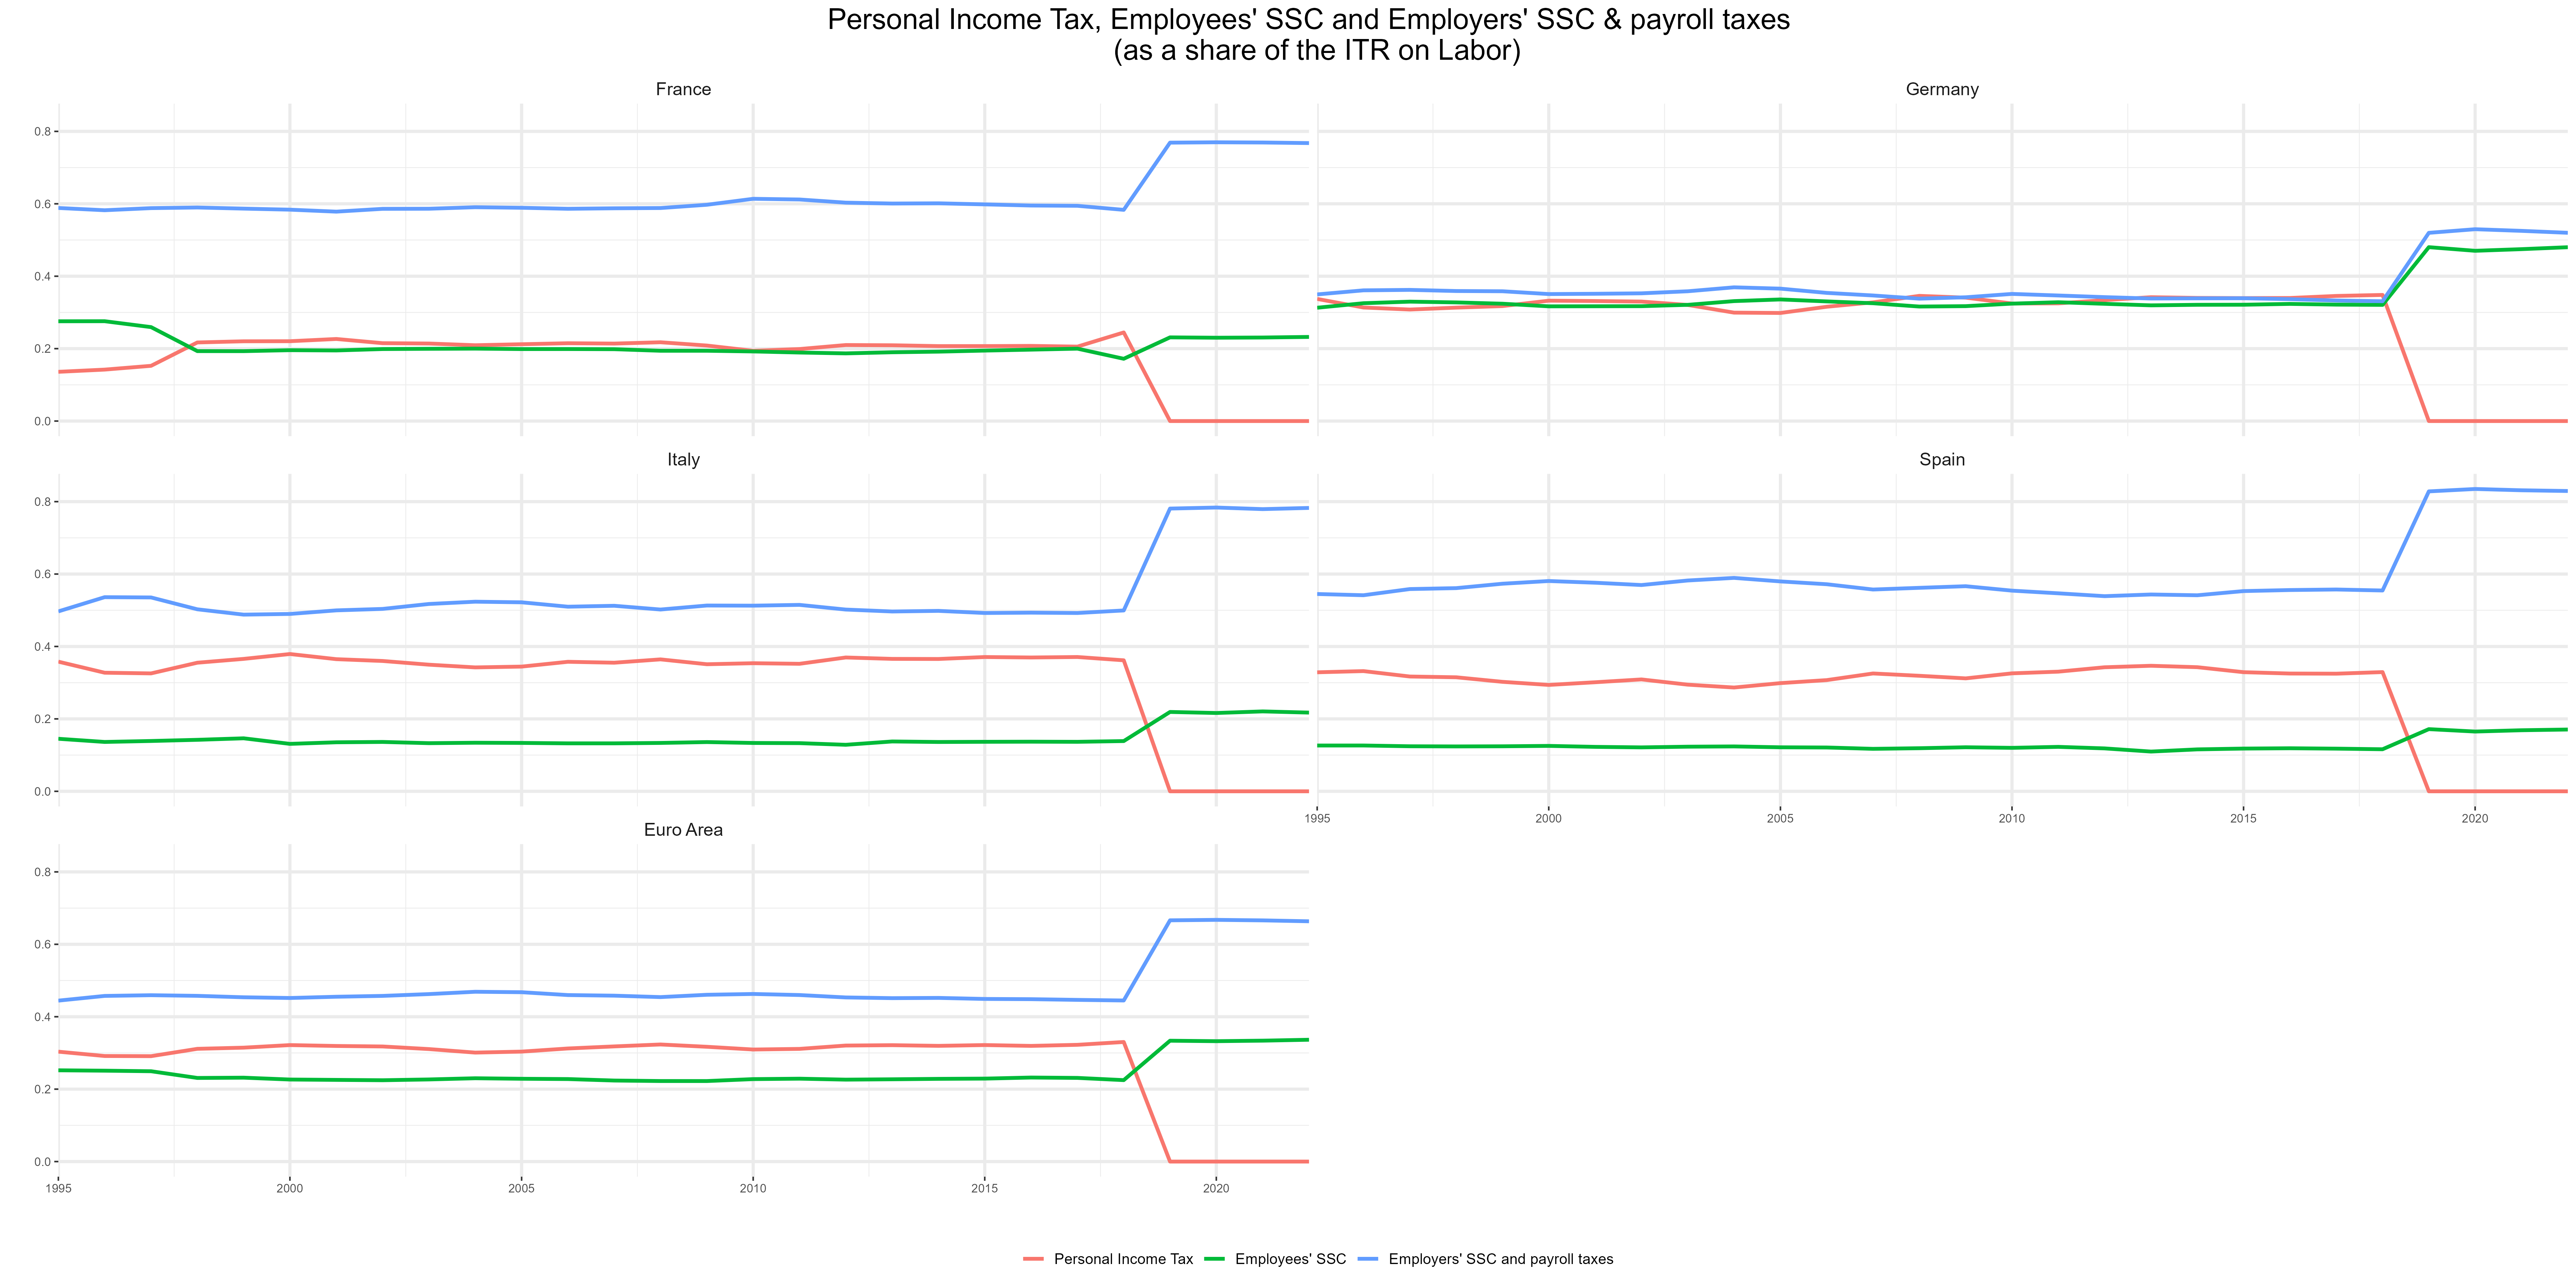 Personal Income Tax, Employees' SSC and Employers' SSC & payroll taxes
(as a share of the ITR on Labor)
France
Germany
0.8
0.6
0.4
0.2
0.0
Italy
Spain
0.8
0.6
0.4
0.2
0.0
1995 2000 2005 2010 2015 2020
Euro Area
0.8
0.6
0.4
0.2
0.0
1995 2000 2005 2010 2015 2020
Personal Income Tax Employees' SSC Employers' SSC and payroll taxes